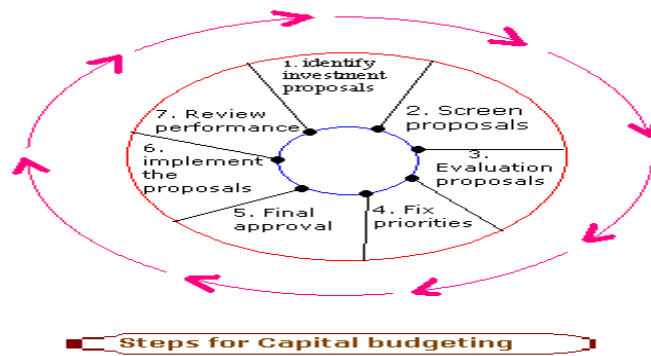 1. identify
investment
proposals
2. Screen
proposals
3.
Evaluation
proposals
4. Fix
priorities
5. Final
approval
6.
implement
the
proposals
7. Review
performance
Steps for Capital budgeting